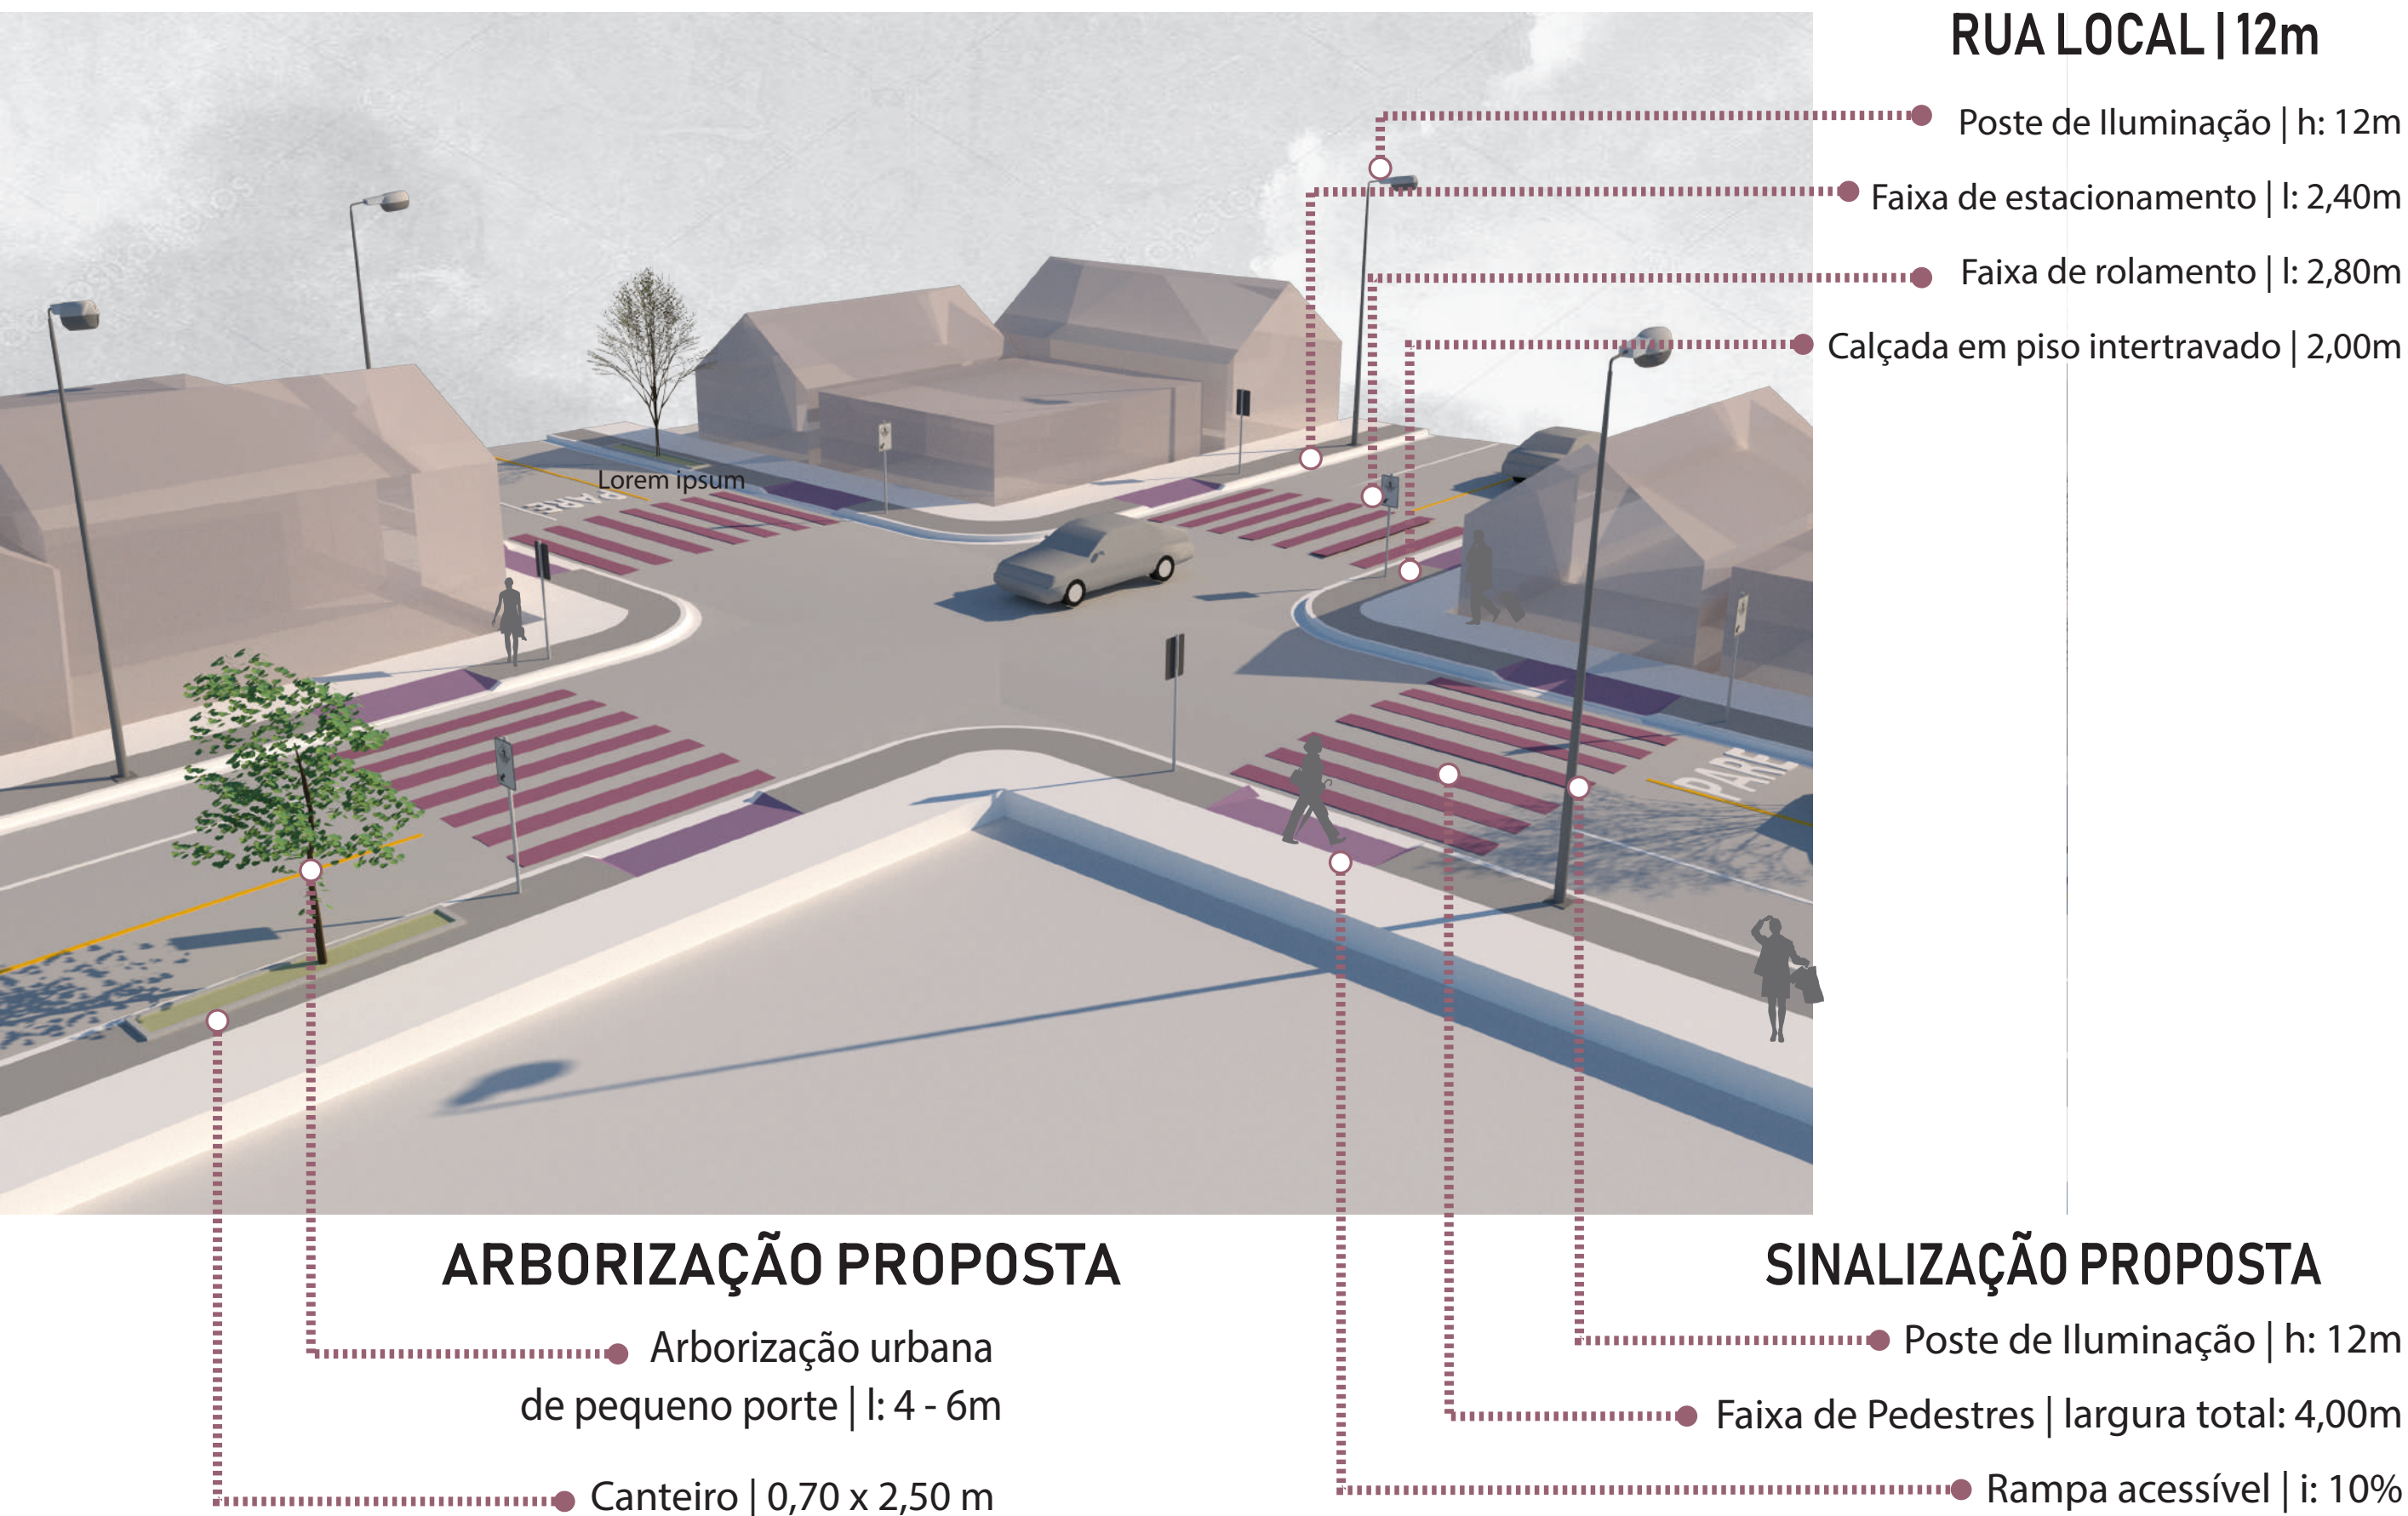 RUA LOCAL | 12m
Poste de Iluminação | h: 12m
Faixa de estacionamento | l: 2,40m
Faixa de rolamento | l: 2,80m
Calçada em piso intertravado | 2,00m
Lorem ipsum
PARE
PARE
ARBORIZAÇÃO PROPOSTA
Arborização urbana
de pequeno porte | l: 4 - 6m
Canteiro | 0,70 x 2,50 m
SINALIZAÇÃO PROPOSTA
Poste de Iluminação | h: 12m
Faixa de Pedestres | largura total: 4,00m
Rampa acessível | i: 10%